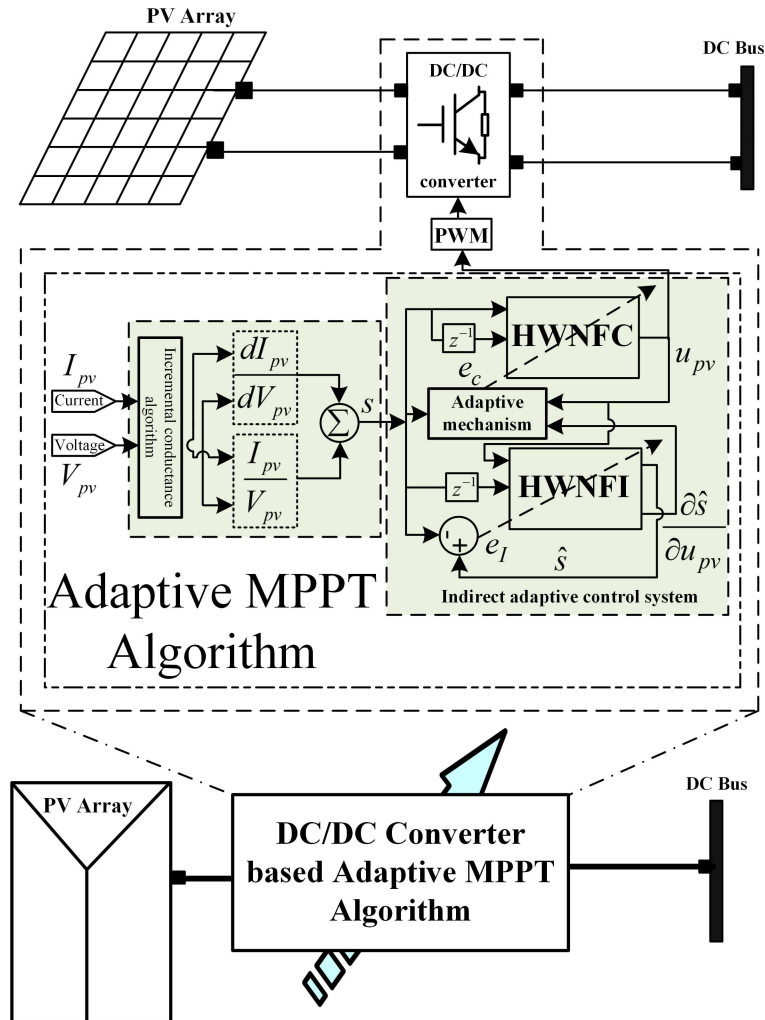 PV Array
DC Bus
DC/DC
converter
PWM
HWNFC
z⁻¹
e_c
u_pv
I_pv
Current
Voltage
V_pv
Incremental conductance
algorithm
dI_pv
dV_pv
I_pv
V_pv
Σ
s
Adaptive
mechanism
HWNFI
z⁻¹
-
+
e_I
ŝ
∂ŝ
∂u_pv
Indirect adaptive control system
Adaptive MPPT
Algorithm
PV Array
DC Bus
DC/DC Converter
based Adaptive MPPT
Algorithm